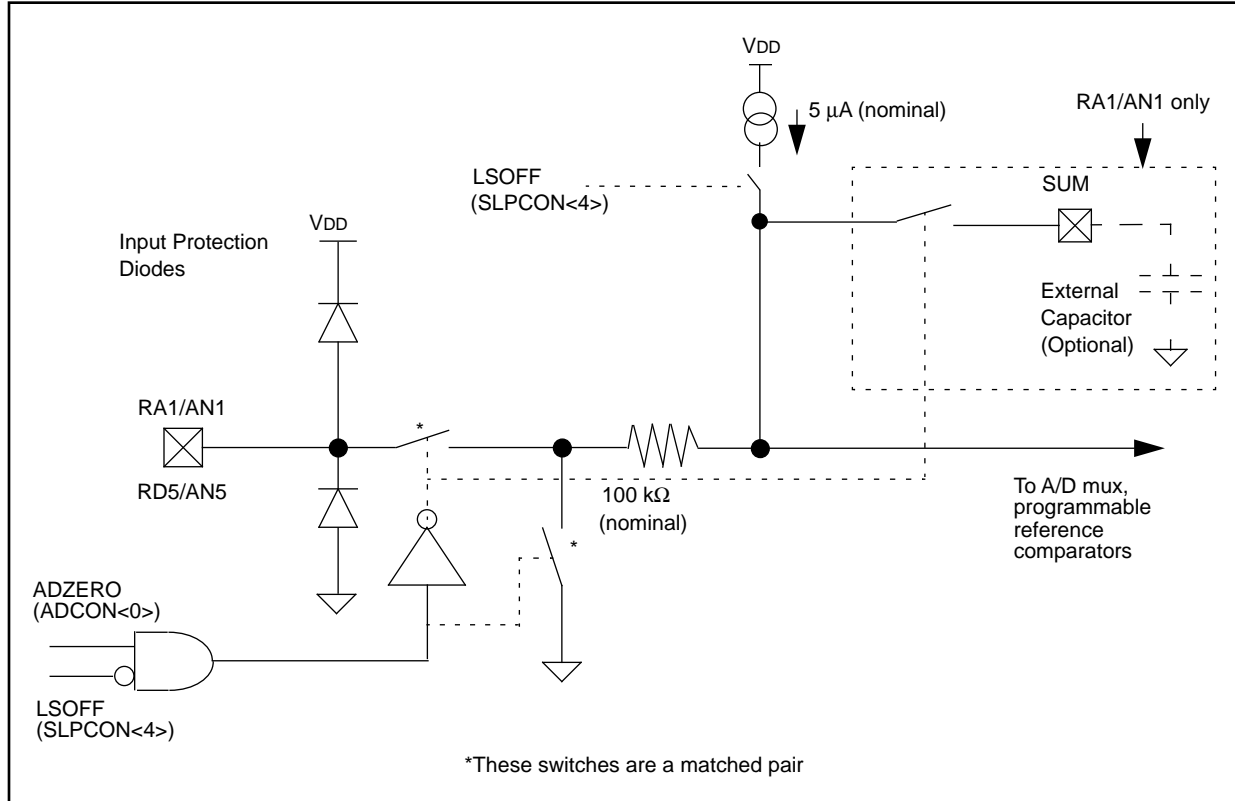 VDD
5 μA (nominal)
RA1/AN1 only
LSOFF
(SLPCON<4>)
SUM
VDD
Input Protection
Diodes
External
Capacitor
(Optional)
RA1/AN1
*
RD5/AN5
100 kΩ
(nominal)
To A/D mux,
programmable
reference
comparators
*
ADZERO
(ADCON<0>)
LSOFF
(SLPCON<4>)
*These switches are a matched pair